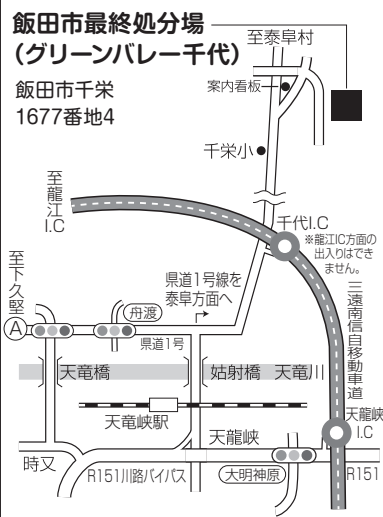 飯田市最終処分場
(グリーンバレー千代)
飯田市千栄
1677番地4
至泰阜村
案内看板
千栄小
至龍江I.C
千代I.C
※龍江IC方面の
出入りはでき
ません。
至下久堅
A
県道1号線を
泰阜方面へ
舟渡
県道1号
三遠南信自移動車道
天竜橋
姑射橋
天竜川
天竜峡駅
天龍峡
I.C
時又
R151川路バイパス
天龍峡
大明神原
R151